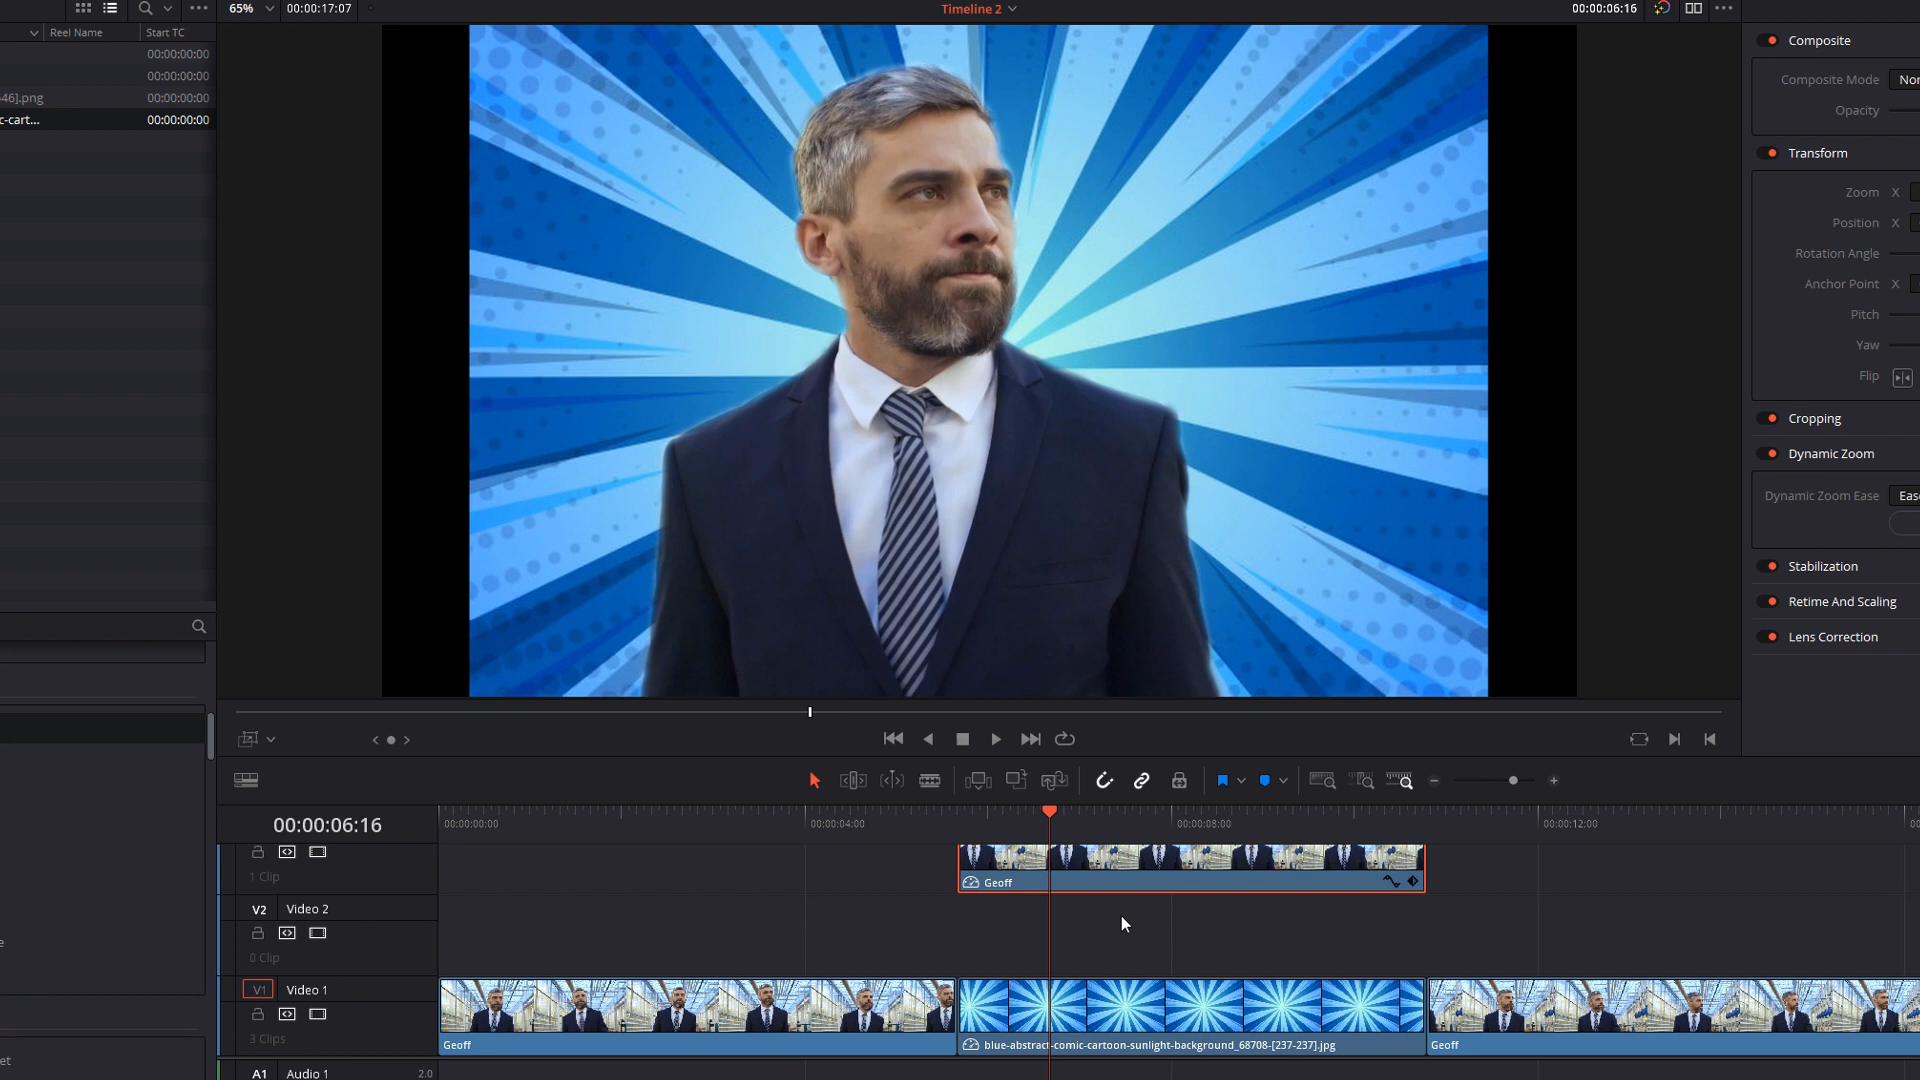 65%
00:00:17:07
Timeline 2
00:00:06:16
Reel Name
Start TC
00:00:00:00
00:00:00:00
46].png
00:00:00:00
c-cart...
00:00:00:00
Composite
Composite Mode
Opacity
Transform
Zoom X
Position X
Rotation Angle
Anchor Point X
Pitch
Yaw
Flip
Cropping
Dynamic Zoom
Dynamic Zoom Ease
Stabilization
Retime And Scaling
Lens Correction
00:00:06:16
00:00:00:00
00:00:04:00
00:00:08:00
00:00:12:00
1 Clip
Geoff
V2 Video 2
0 Clip
V1 Video 1
3 Clips
Geoff
blue-abstract-comic-cartoon-sunlight-background_68708-[237-237].jpg
Geoff
A1 Audio 1 2.0